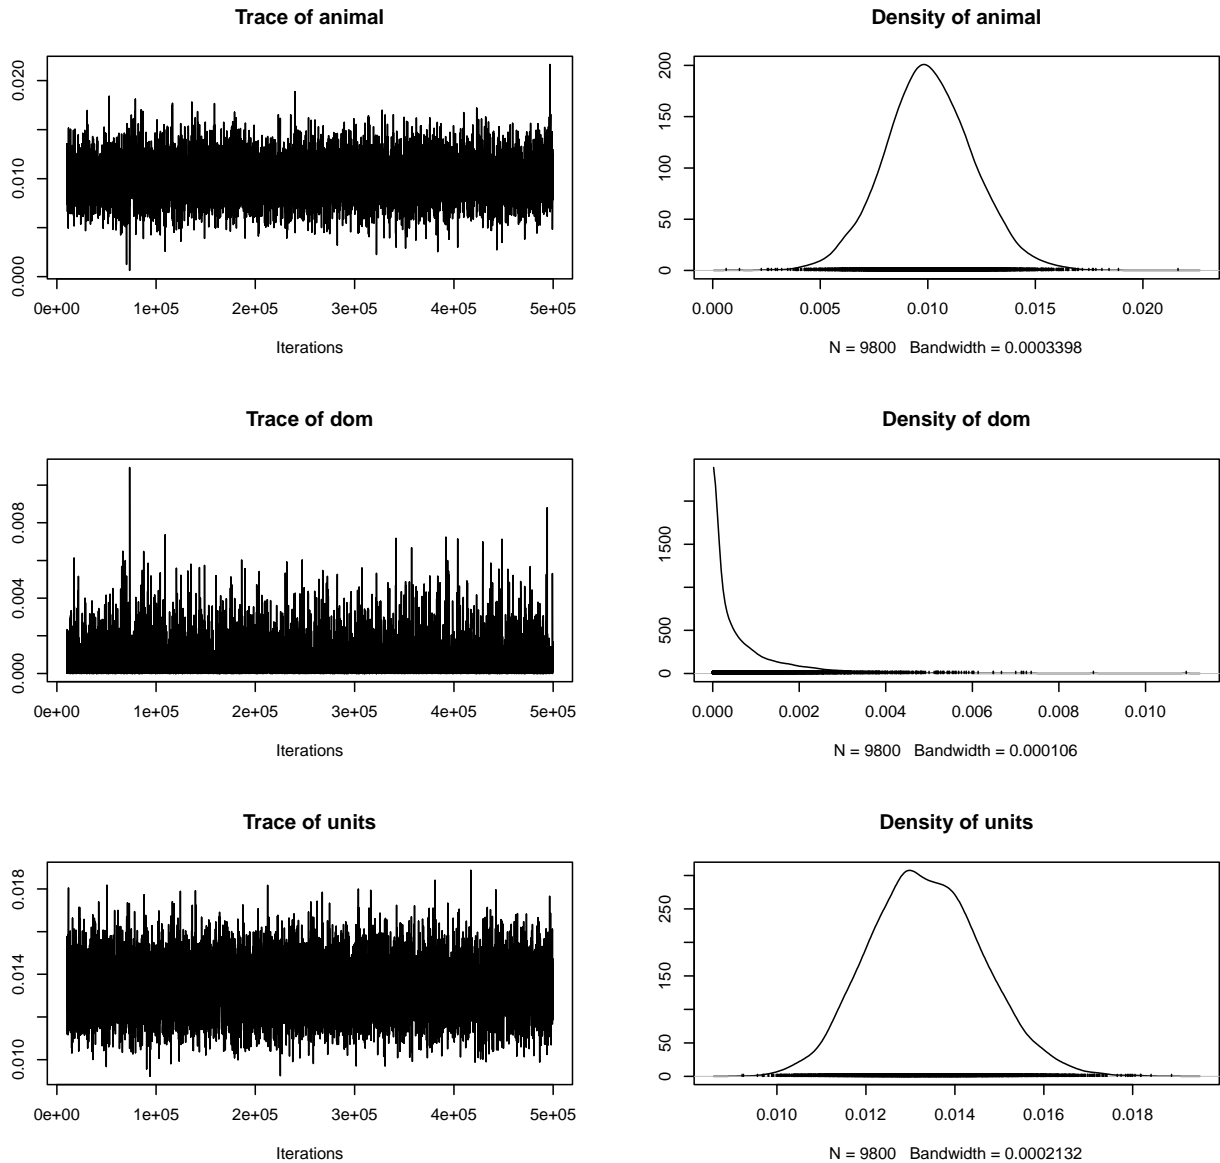 Trace of animal
0.000 0.010 0.020
0e+00 1e+05 2e+05 3e+05 4e+05 5e+05
Iterations
Density of animal
0 50 100 150 200
0.000 0.005 0.010 0.015 0.020
N = 9800 Bandwidth = 0.0003398
Trace of dom
0.000 0.004 0.008
0e+00 1e+05 2e+05 3e+05 4e+05 5e+05
Iterations
Density of dom
0 500 1500
0.000 0.002 0.004 0.006 0.008 0.010
N = 9800 Bandwidth = 0.000106
Trace of units
0.010 0.014 0.018
0e+00 1e+05 2e+05 3e+05 4e+05 5e+05
Iterations
Density of units
0 50 150 250
0.010 0.012 0.014 0.016 0.018
N = 9800 Bandwidth = 0.0002132